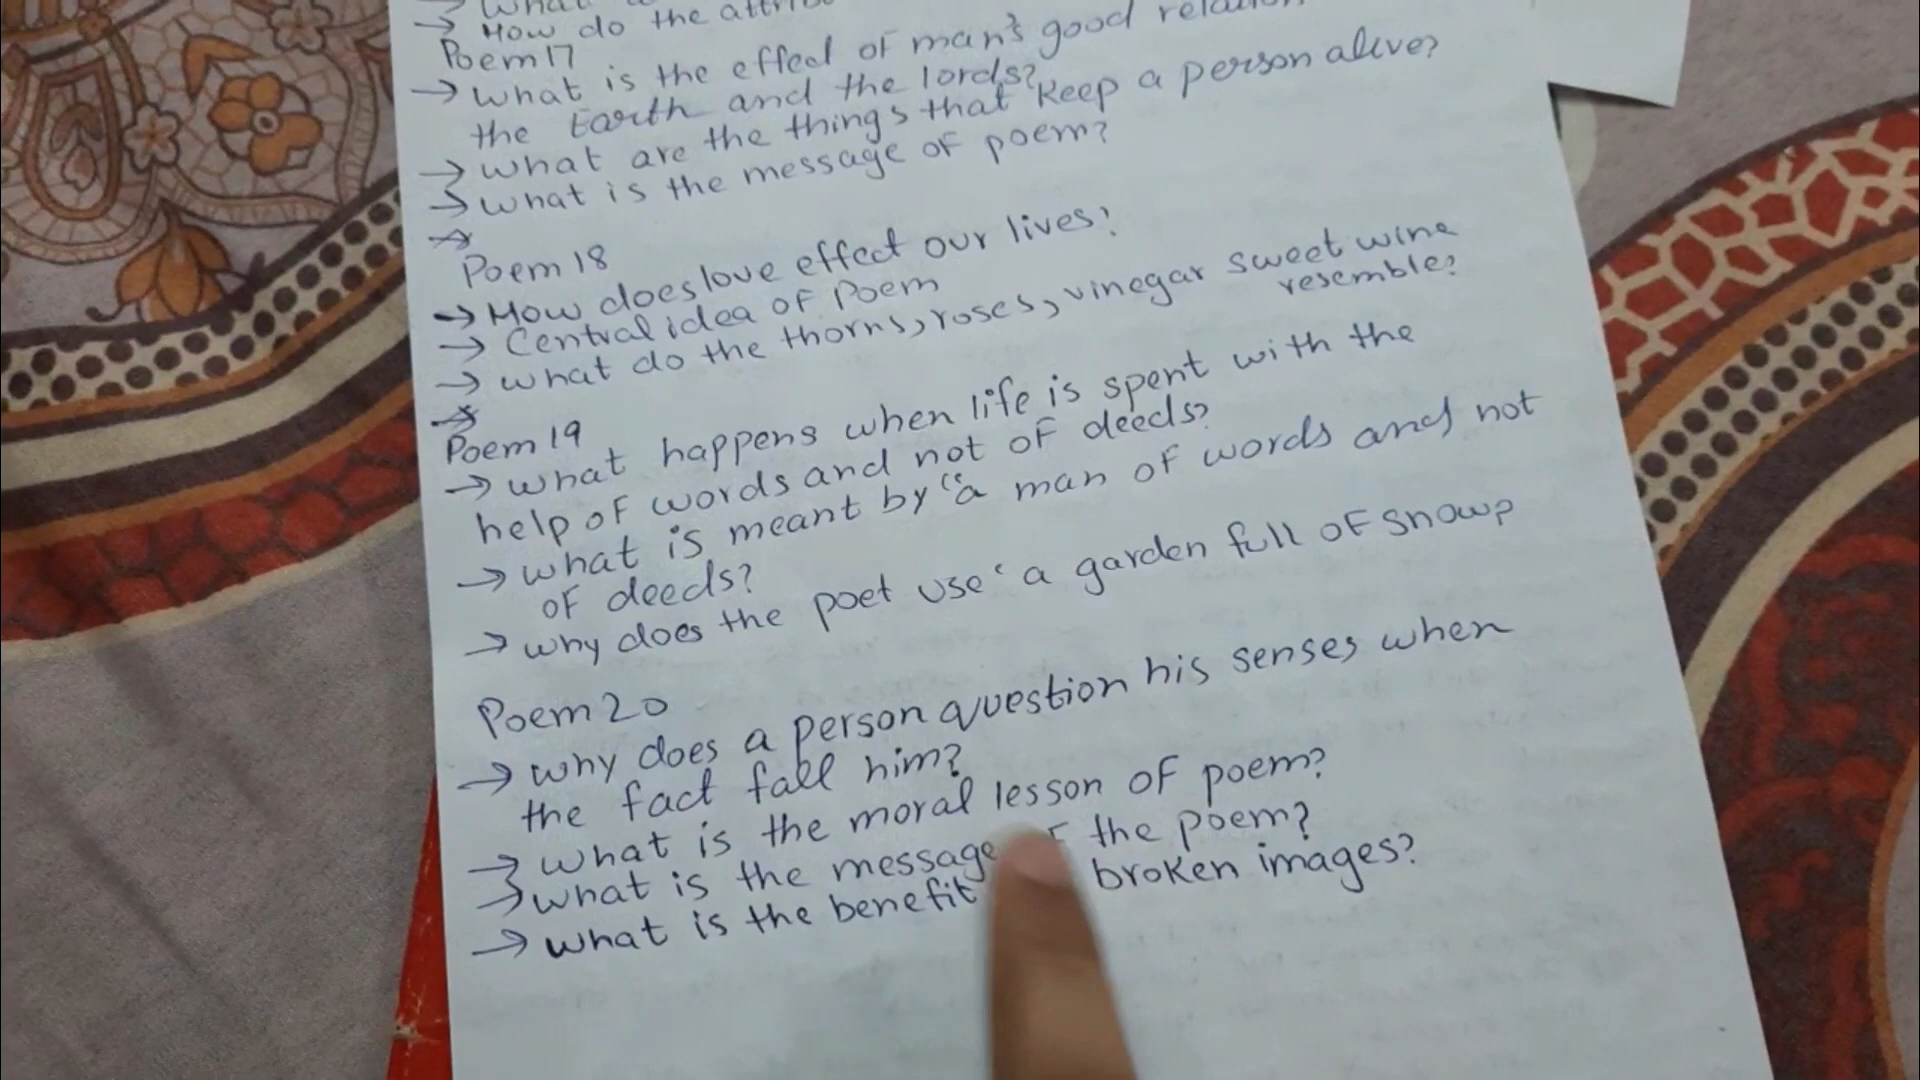 → What
→ How do the attri
Poem 17
→ what is the effect of man's good relation
the Earth and the lords?
→ what are the things that keep a person alive?
→ what is the message of poem?
Poem 18
→ How does love effect our lives?
→ Central idea of Poem
→ what do the thorns, roses, vinegar sweet wine
resemble?
Poem 19
→ what happens when life is spent with the
help of words and not of deeds?
→ what is meant by "a man of words and not
of deeds?
→ why does the poet use 'a garden full of snow?
Poem 20
→ why does a person question his senses when
the fact fall him?
→ what is the moral lesson of poem?
→ what is the message of the poem?
→ what is the benefit broken images?